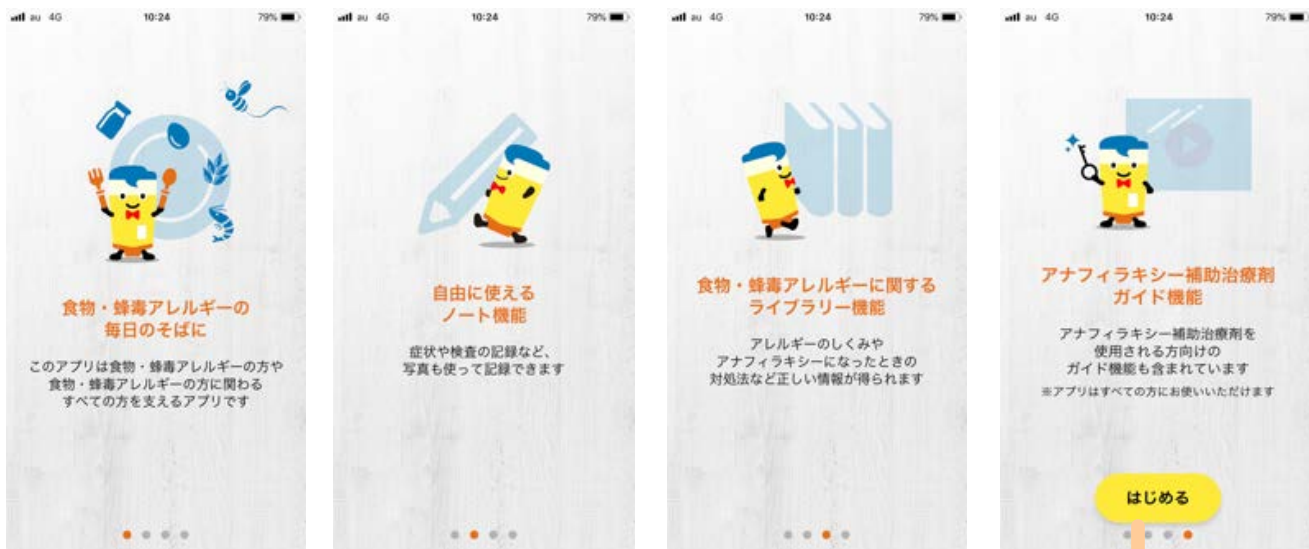 au 4G 10:24 79%
食物・蜂毒アレルギーの
毎日のそばに
このアプリは食物・蜂毒アレルギーの方や
食物・蜂毒アレルギーの方に関わる
すべての方を支えるアプリです
au 4G 10:24 79%
自由に使える
ノート機能
症状や検査の記録など、
写真も使って記録できます
au 4G 10:24 79%
食物・蜂毒アレルギーに関する
ライブラリー機能
アレルギーのしくみや
アナフィラキシーになったときの
対処法など正しい情報が得られます
au 4G 10:24 79%
アナフィラキシー補助治療剤
ガイド機能
アナフィラキシー補助治療剤を
使用される方向けの
ガイド機能も含まれています
※アプリはすべての方にお使いいただけます
はじめる